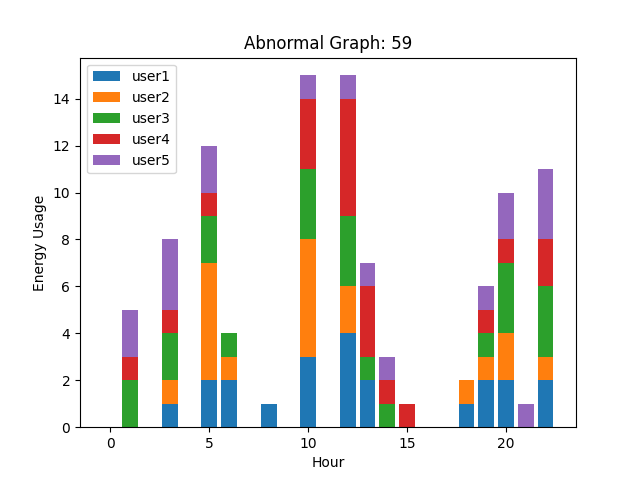 Abnormal Graph: 59
user1
user2
user3
user4
user5
Energy Usage
14
12
10
8
6
4
2
0
0 5 10 15 20
Hour